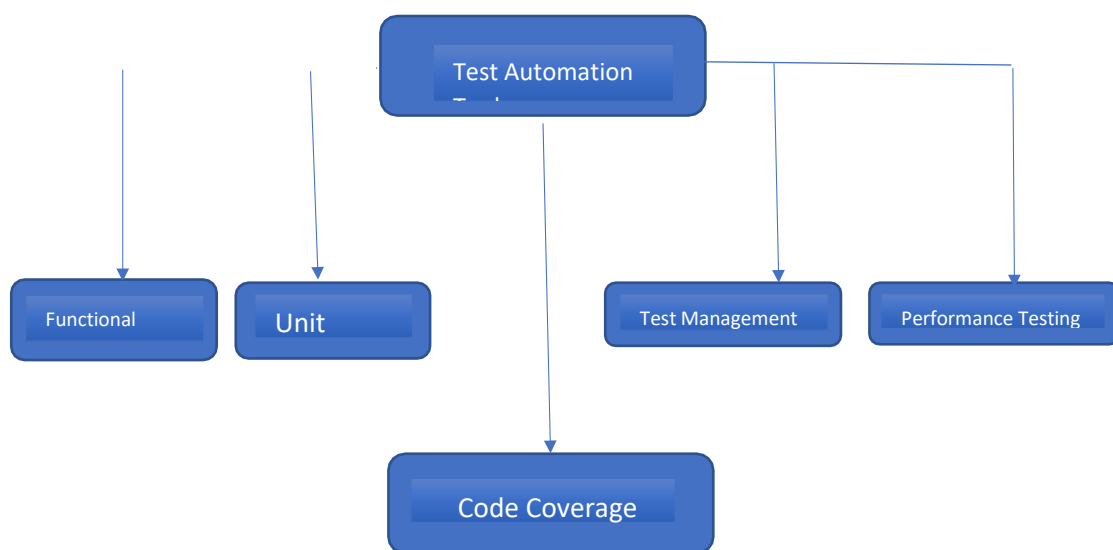 Test Automation
Functional
Unit
Test Management
Performance Testing
Code Coverage